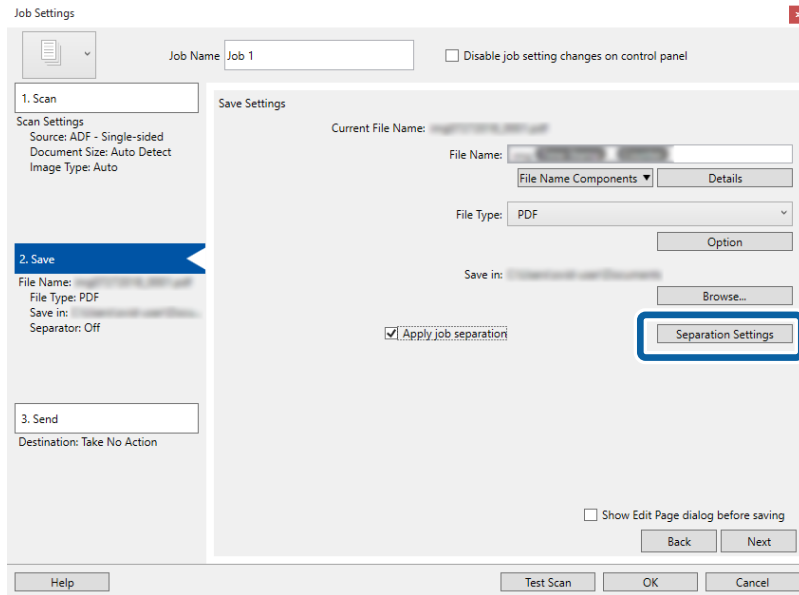 Job Settings
Job Name Job 1
Disable job setting changes on control panel
1. Scan
Scan Settings
Source: ADF - Single-sided
Document Size: Auto Detect
Image Type: Auto
2. Save
File Name:
File Type: PDF
Save in:
Separator: Off
3. Send
Destination: Take No Action
Save Settings
Current File Name:
File Name:
File Name Components ▼ Details
File Type: PDF
Option
Save in:
Browse...
Apply job separation Separation Settings
Show Edit Page dialog before saving
Back Next
Help Test Scan OK Cancel